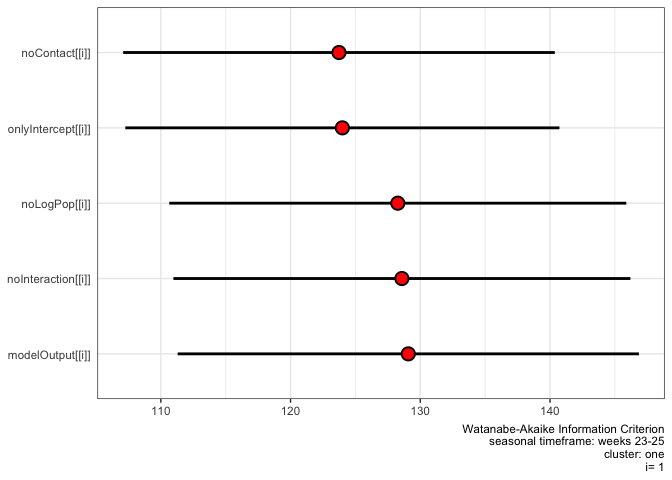 noContact[[i]]
onlyIntercept[[i]]
noLogPop[[i]]
noInteraction[[i]]
modelOutput[[i]]
110 120 130 140
Watanabe-Akaike Information Criterion
seasonal timeframe: weeks 23-25
cluster: one
i= 1